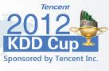 Tencent
2012
KDD Cup
Sponsored by Tencent Inc.